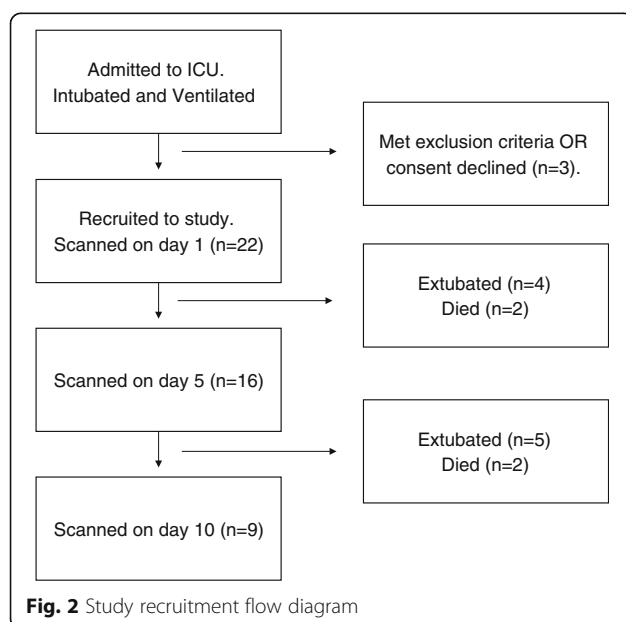 Admitted to ICU.
Intubated and Ventilated
Met exclusion criteria OR
consent declined (n=3).
Recruited to study.
Scanned on day 1 (n=22)
Extubated (n=4)
Died (n=2)
Scanned on day 5 (n=16)
Extubated (n=5)
Died (n=2)
Scanned on day 10 (n=9)
Fig. 2 Study recruitment flow diagram